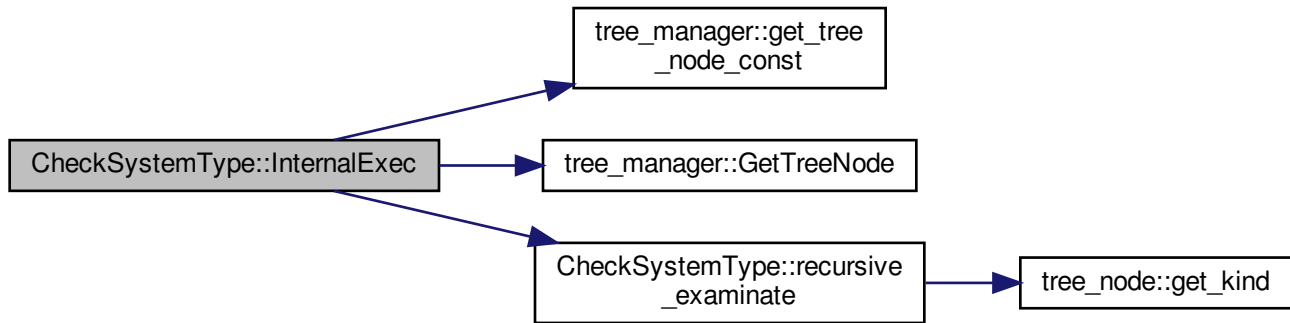 tree_manager::get_tree
_node_const
CheckSystemType::InternalExec
tree_manager::GetTreeNode
CheckSystemType::recursive
_examinate
tree_node::get_kind